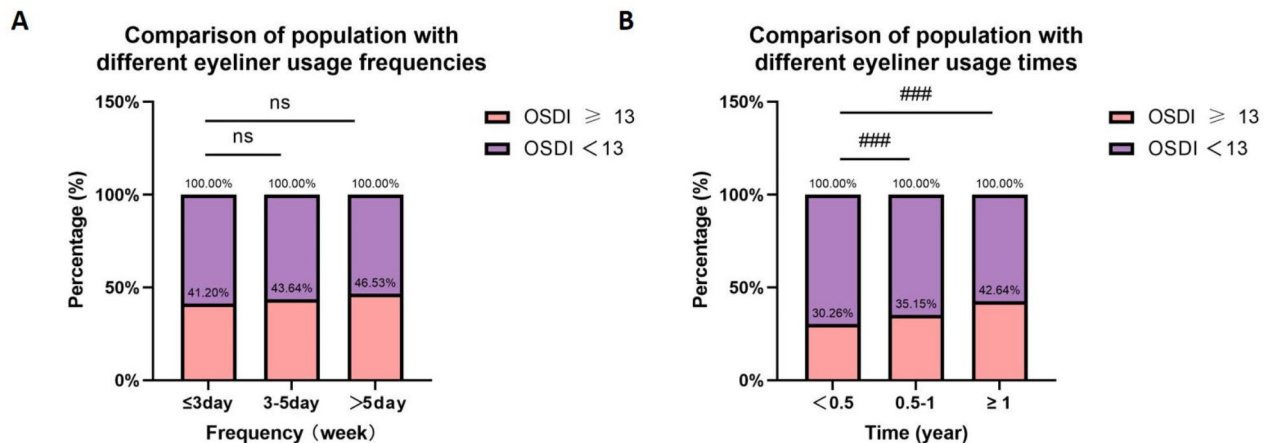 A
Comparison of population with
different eyeliner usage frequencies
150%
100%
50%
0%
Percentage (%)
ns
ns
OSDI ≥ 13
OSDI <13
100.00%
100.00%
100.00%
41.20%
43.64%
46.53%
≤3day
3-5day
>5day
Frequency (week)
B
Comparison of population with
different eyeliner usage times
150%
100%
50%
0%
Percentage (%)
###
###
OSDI ≥ 13
OSDI <13
100.00%
100.00%
100.00%
30.26%
35.15%
42.64%
<0.5
0.5-1
≥ 1
Time (year)